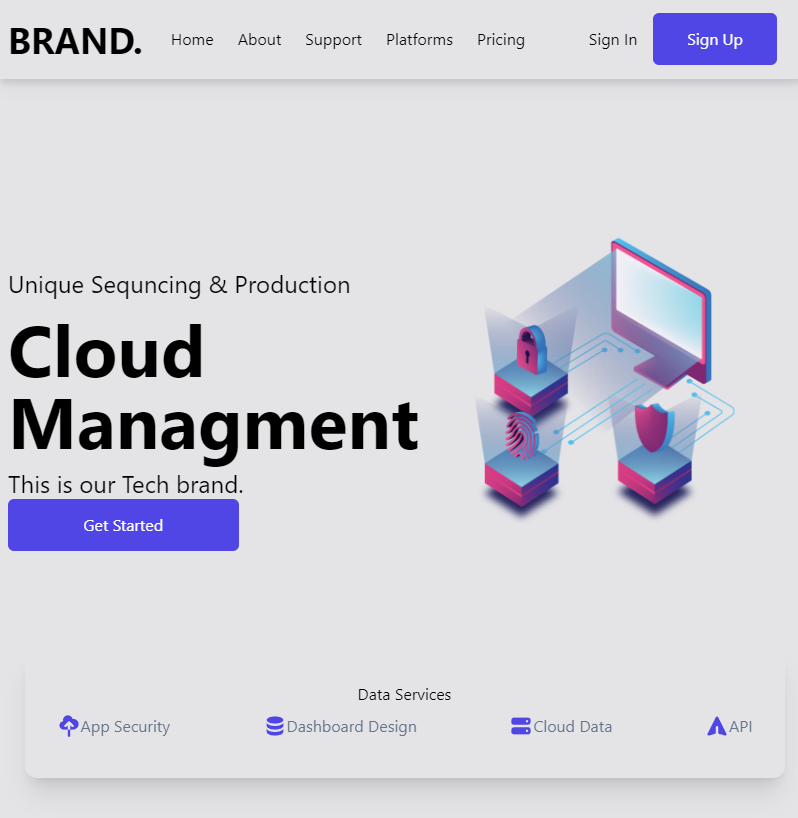 BRAND. Home About Support Platforms Pricing Sign In Sign Up
Unique Sequncing & Production
Cloud
Managment
This is our Tech brand.
Get Started
Data Services
App Security Dashboard Design Cloud Data API